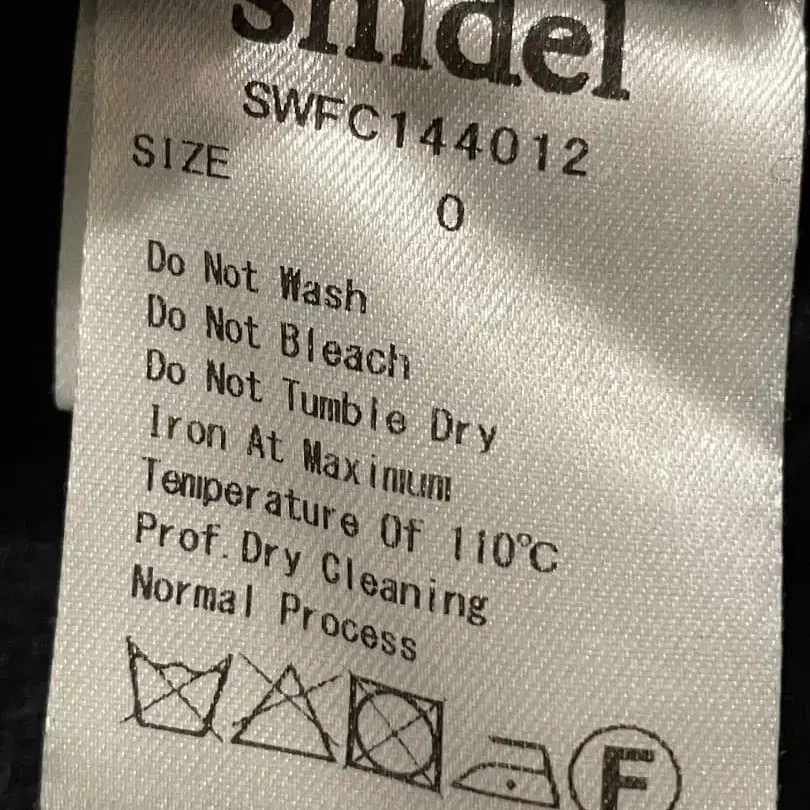 snidel
SWFC144012
SIZE
0
Do Not Wash
Do Not Bleach
Do Not Tumble Dry
Iron At Maximum
Temperature Of 110℃
Prof.Dry Cleaning
Normal Process
F